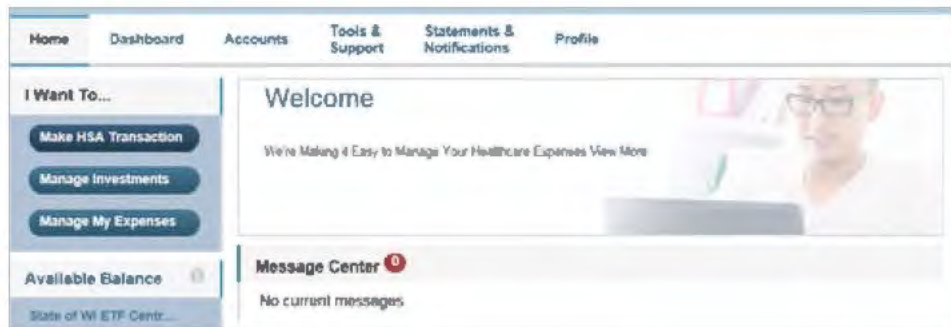 Home
Dashboard
Accounts
Tools &
Support
Statements &
Notifications
Profile
I Want To...
Make HSA Transaction
Manage Investments
Manage My Expenses
Available Balance
State of WI ETF Contr...
Welcome
We're Making it Easy to Manage Your Healthcare Expenses View More
Message Center 0
No current messages